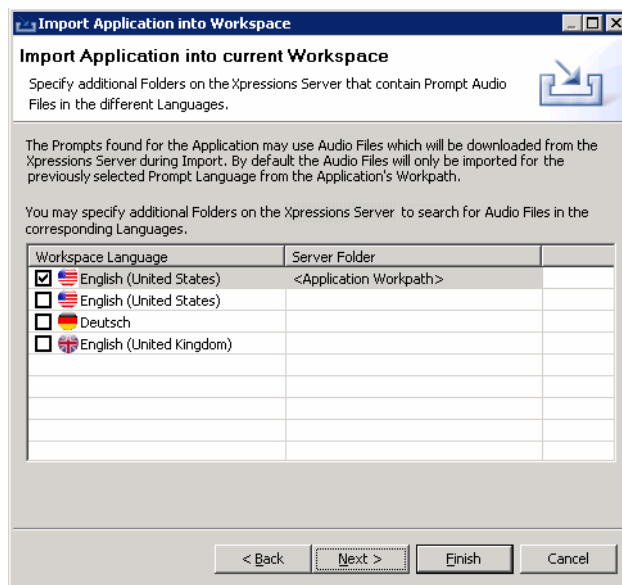 Import Application into Workspace
Import Application into current Workspace
Specify additional Folders on the Xpressions Server that contain Prompt Audio
Files in the different Languages.
The Prompts found for the Application may use Audio Files which will be downloaded from the
Xpressions Server during Import. By default the Audio Files will only be imported for the
previously selected Prompt Language from the Application's Workpath.
You may specify additional Folders on the Xpressions Server to search for Audio Files in the
corresponding Languages.
Workspace Language Server Folder
English (United States) <Application Workpath>
English (United States)
Deutsch
English (United Kingdom)
< Back Next > Finish Cancel